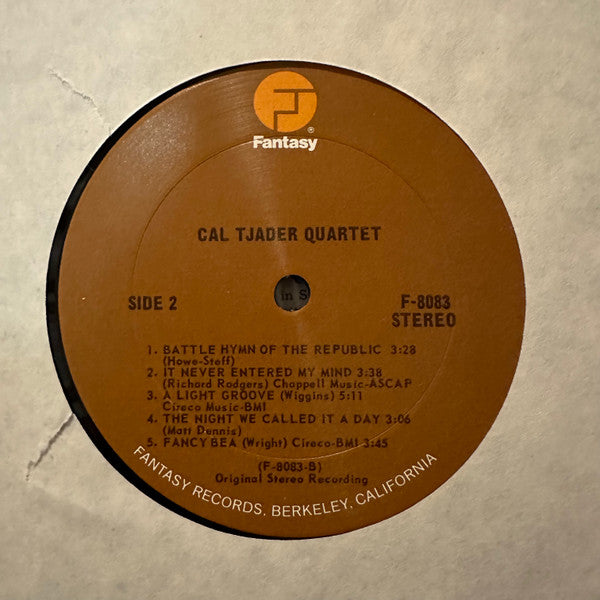 Fantasy®
CAL TJADER QUARTET
in S
SIDE 2
F-8083
STEREO
1. BATTLE HYMN OF THE REPUBLIC 3:28
(Howe-Steff)
2. IT NEVER ENTERED MY MIND 3:38
(Richard Rodgers) Chappell Music-ASCAP
3. A LIGHT GROOVE (Wiggins) 5:11
Cireco Music-BMI
4. THE NIGHT WE CALLED IT A DAY 3:06
(Matt Dennis)
5. FANCY BEA (Wright) Cireco-BMI 3:45
(F-8083-B)
Original Stereo Recording
FANTASY RECORDS, BERKELEY, CALIFORNIA